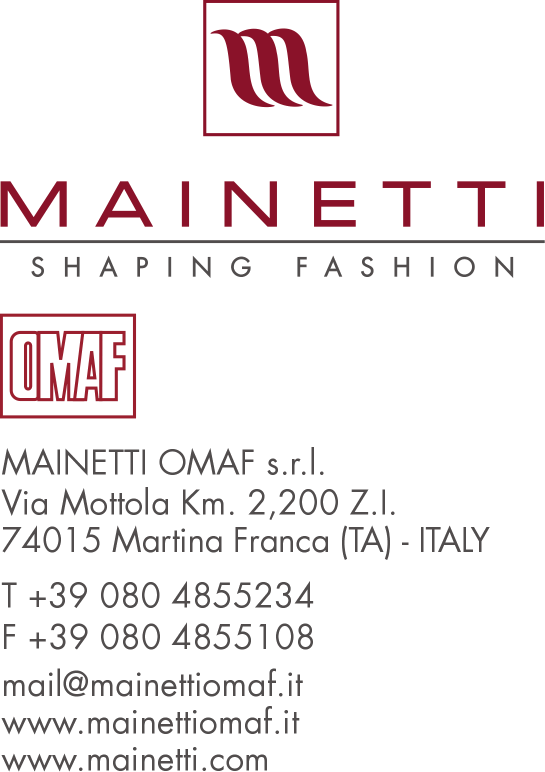 m
MAINETTI
SHAPING FASHION
OMAF
MAINETTI OMAF s.r.l.
Via Mottola Km. 2,200 Z.I.
74015 Martina Franca (TA) - ITALY
T +39 080 4855234
F +39 080 4855108
mail@mainettiomaf.it
www.mainettiomaf.it
www.mainetti.com